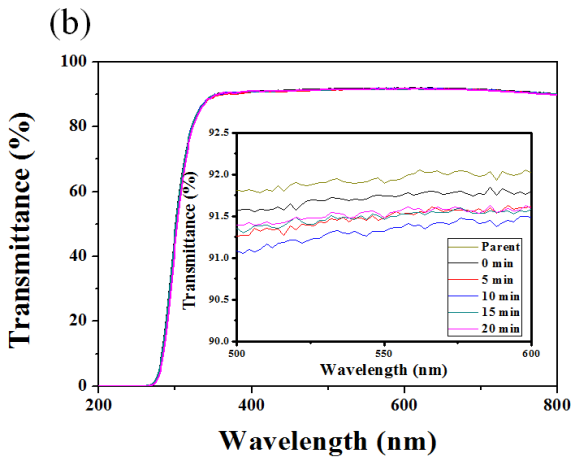 (b)
Transmittance (%)
100
80
60
40
20
0
200
400
600
800
Wavelength (nm)
Transmittance (%)
92.5
92.0
91.5
91.0
90.5
90.0
500
550
600
Wavelength (nm)
Parent
0 min
5 min
10 min
15 min
20 min